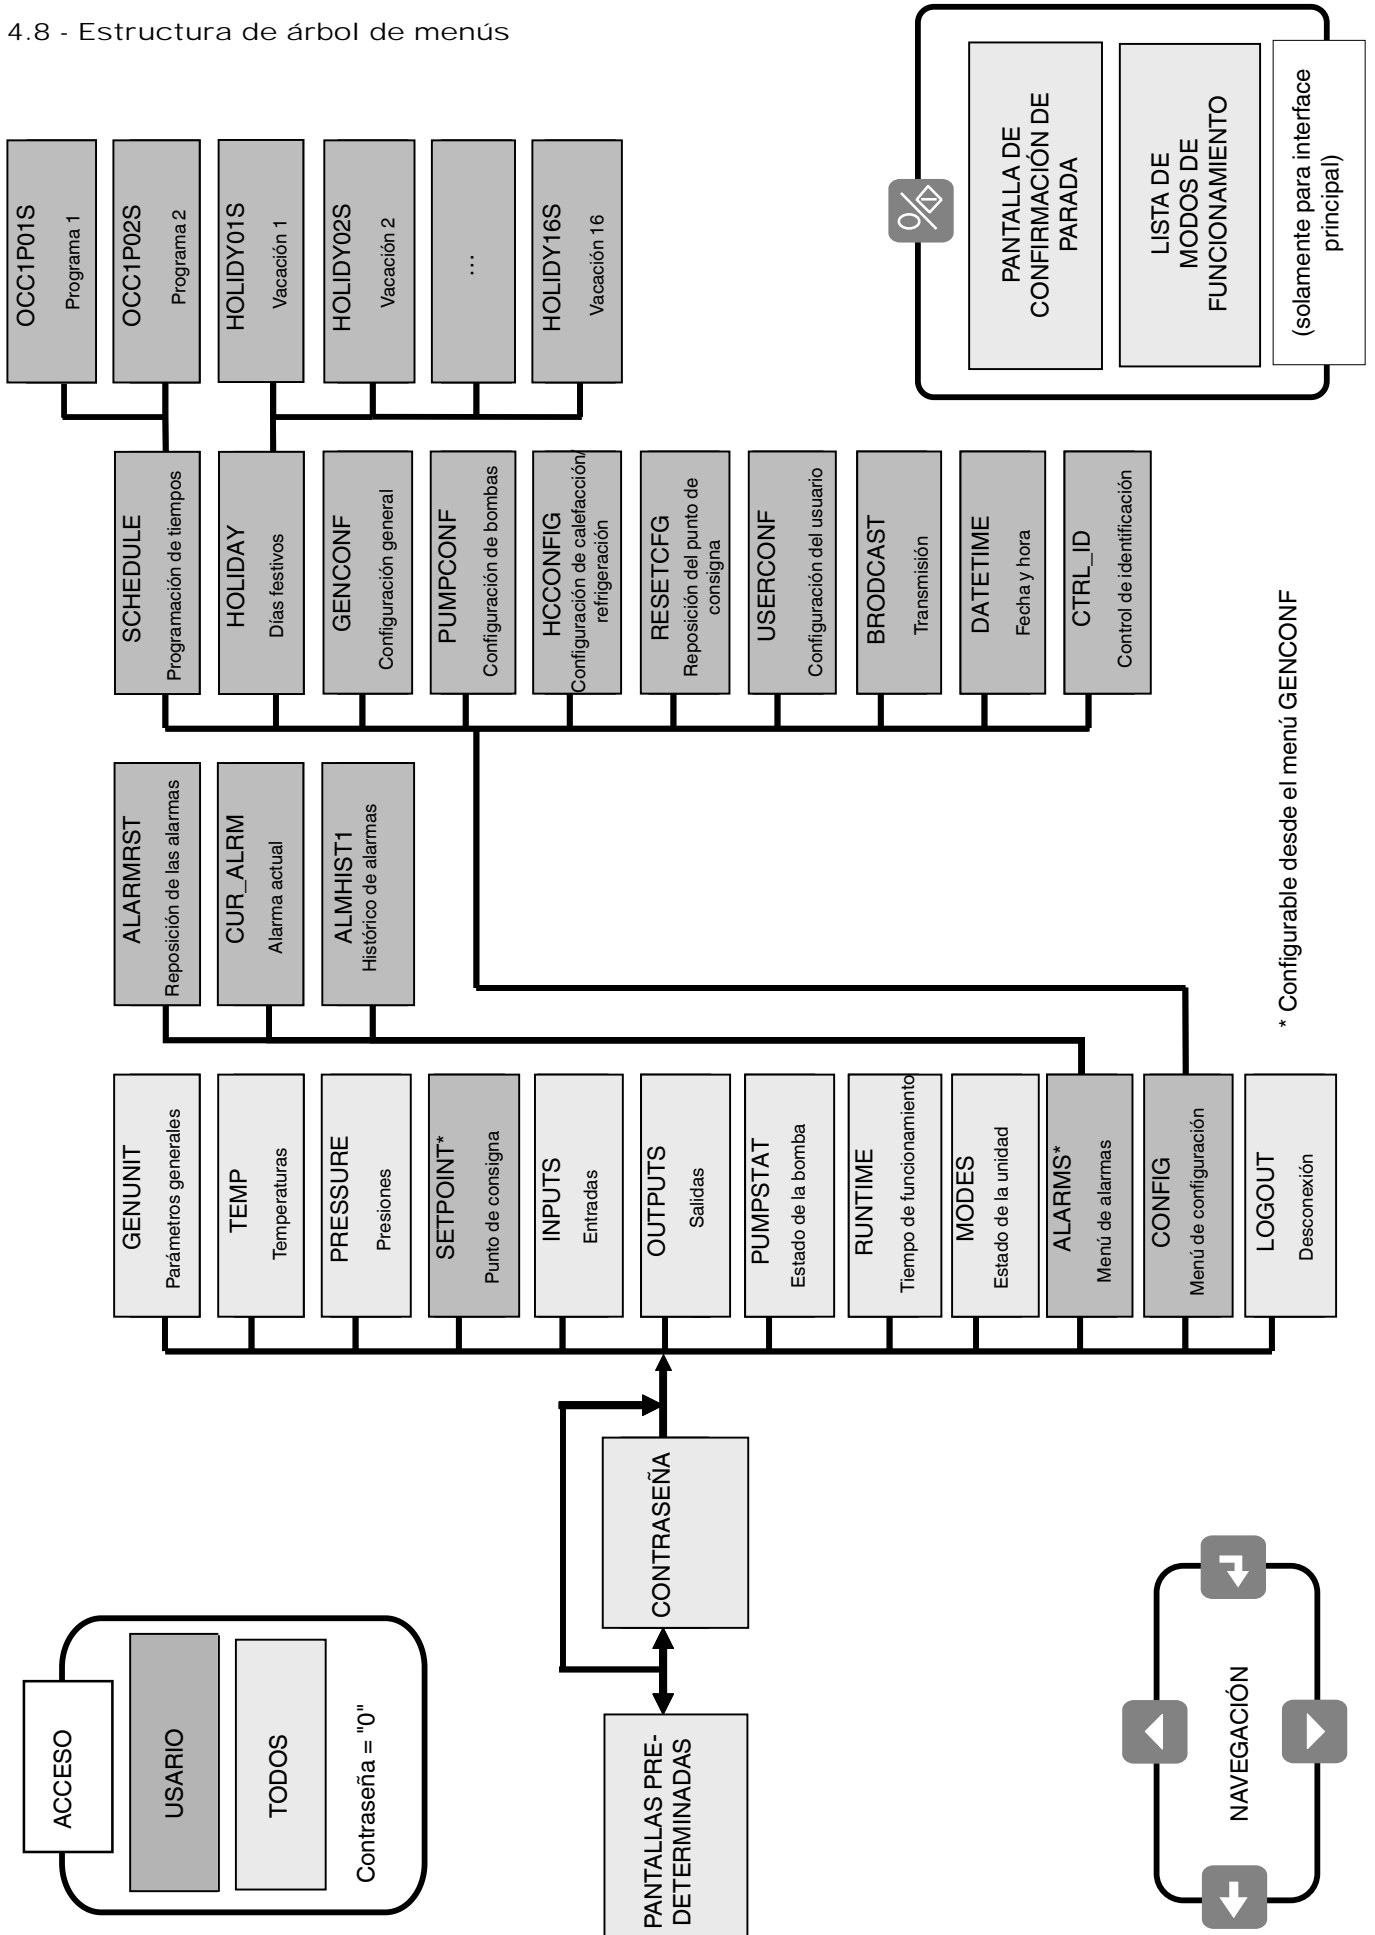 4.8 - Estructura de árbol de menús
ACCESO
USARIO
TODOS
Contraseña = "0"
PANTALLAS PRE-
DETERMINADAS
CONTRASEÑA
NAVEGACIÓN
GENUNIT
Parámetros generales
TEMP
Temperaturas
PRESSURE
Presiones
SETPOINT*
Punto de consigna
INPUTS
Entradas
OUTPUTS
Salidas
PUMPSTAT
Estado de la bomba
RUNTIME
Tiempo de funcionamiento
MODES
Estado de la unidad
ALARMS*
Menú de alarmas
CONFIG
Menú de configuración
LOGOUT
Desconexión
ALARMRST
Reposición de las alarmas
CUR_ALRM
Alarma actual
ALMHIST1
Histórico de alarmas
* Configurable desde el menú GENCONF
SCHEDULE
Programación de tiempos
HOLIDAY
Días festivos
GENCONF
Configuración general
PUMPCONF
Configuración de bombas
HCCONFIG
Configuración de calefacción/
refrigeración
RESETCFG
Reposición del punto de
consigna
USERCONF
Configuración del usuario
BRODCAST
Transmisión
DATETIME
Fecha y hora
CTRL_ID
Control de identificación
OCC1P01S
Programa 1
OCC1P02S
Programa 2
HOLIDY01S
Vacación 1
HOLIDY02S
Vacación 2
...
HOLIDY16S
Vacación 16
PANTALLA DE
CONFIRMACIÓN DE
PARADA
LISTA DE
MODOS DE
FUNCIONAMIENTO
(solamente para interface
principal)